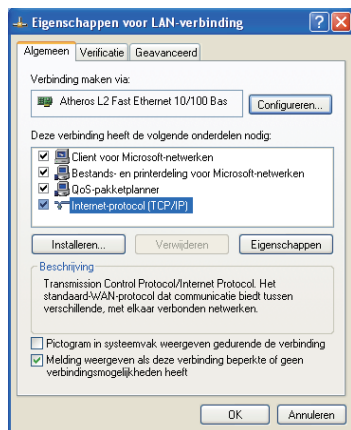 Eigenschappen voor LAN-verbinding
Algemeen Verificatie Geavanceerd
Verbinding maken via:
Atheros L2 Fast Ethernet 10/100 Bas
Configureren...
Deze verbinding heeft de volgende onderdelen nodig:
Client voor Microsoft-netwerken
Bestands- en printerdeling voor Microsoft-netwerken
QoS-pakketplanner
Internet-protocol (TCP/IP)
Installeren... Verwijderen Eigenschappen
Beschrijving
Transmission Control Protocol/Internet Protocol. Het
standaard-WAN-protocol dat communicatie biedt tussen
verschillende, met elkaar verbonden netwerken.
Pictogram in systeemvak weergeven gedurende de verbinding
Melding weergeven als deze verbinding beperkte of geen
verbindingsmogelijkheden heeft
OK Annuleren